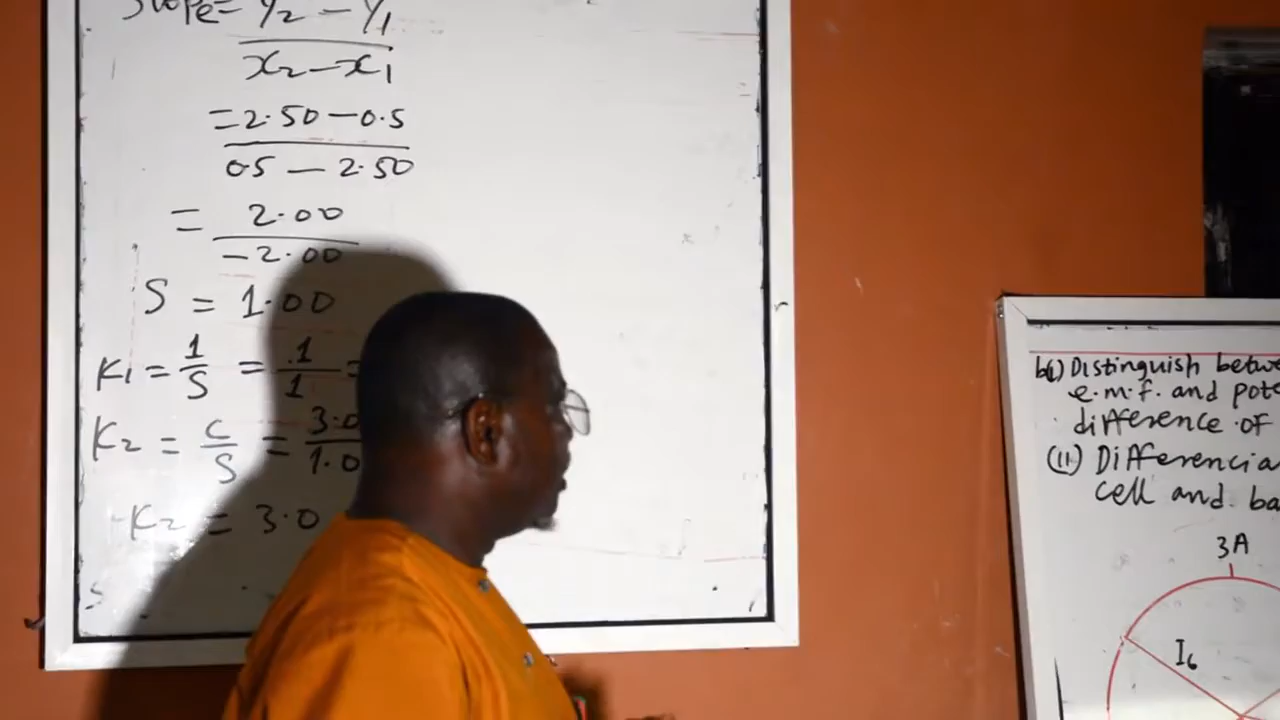 Slope = y₂ - y₁
x₂ - x₁
= 2.50 - 0.5
0.5 - 2.50
= 2.00
- 2.00
S = 1.00
K₁ = 1/S = 1/1 =
K₂ = C/S = 3.0/1.0
K₂ = 3.0
b(i) Distinguish betwe
e.m.f. and pote
difference of
(ii) Differencia
cell and ba
3A
I₆